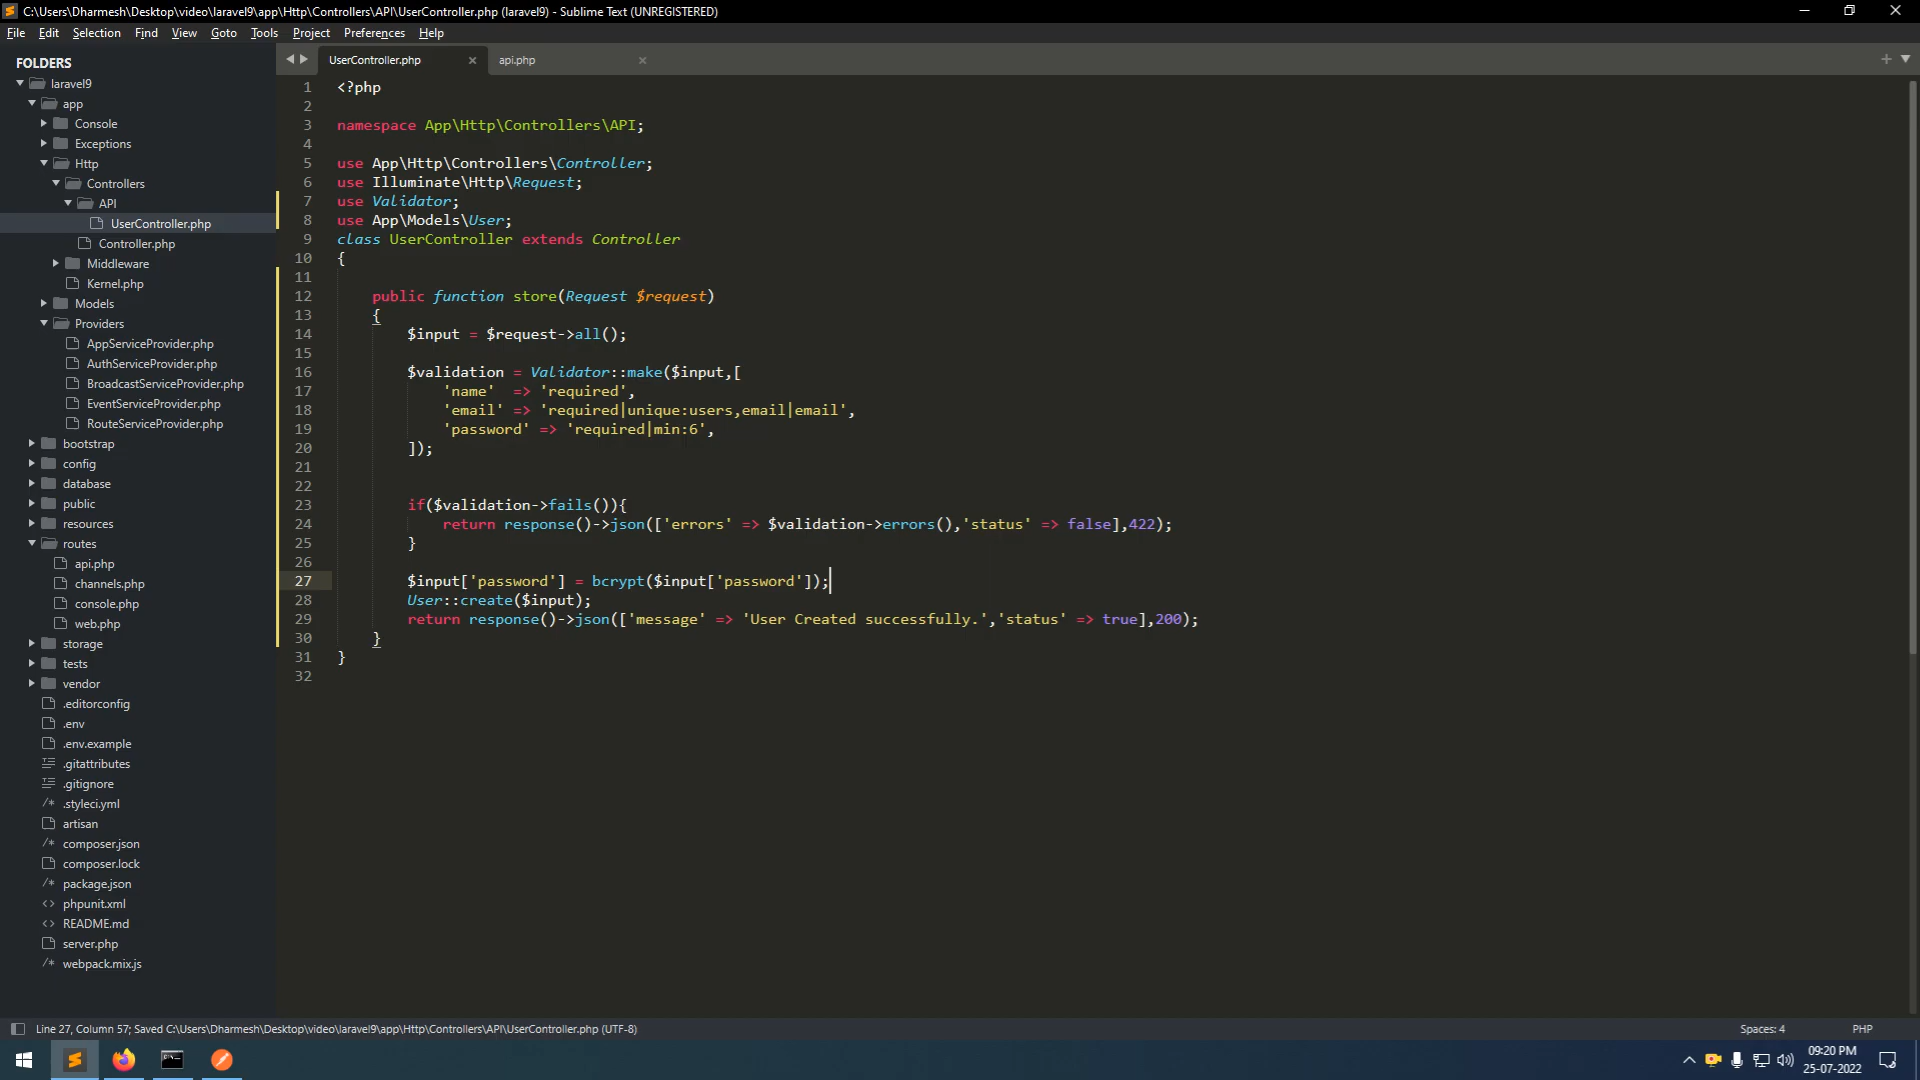 C:\Users\Dharmesh\Desktop\video\laravel9\app\Http\Controllers\API\UserController.php (laravel9) - Sublime Text (UNREGISTERED)
File Edit Selection Find View Goto Tools Project Preferences Help
FOLDERS
laravel9
app
Console
Exceptions
Http
Controllers
API
UserController.php
Controller.php
Middleware
Kernel.php
Models
Providers
AppServiceProvider.php
AuthServiceProvider.php
BroadcastServiceProvider.php
EventServiceProvider.php
RouteServiceProvider.php
bootstrap
config
database
public
resources
routes
api.php
channels.php
console.php
web.php
storage
tests
vendor
.editorconfig
.env
.env.example
.gitattributes
.gitignore
/* .styleci.yml
artisan
/* composer.json
composer.lock
/* package.json
<> phpunit.xml
<> README.md
server.php
/* webpack.mix.js
UserController.php × api.php ×
1 <?php
2
3 namespace App\Http\Controllers\API;
4
5 use App\Http\Controllers\Controller;
6 use Illuminate\Http\Request;
7 use Validator;
8 use App\Models\User;
9 class UserController extends Controller
10 {
11
12     public function store(Request $request)
13     {
14         $input = $request->all();
15
16         $validation = Validator::make($input,[
17             'name'  => 'required',
18             'email' => 'required|unique:users,email|email',
19             'password' => 'required|min:6',
20         ]);
21
22
23         if($validation->fails()){
24             return response()->json(['errors' => $validation->errors(),'status' => false],422);
25         }
26
27         $input['password'] = bcrypt($input['password']);
28         User::create($input);
29         return response()->json(['message' => 'User Created successfully.','status' => true],200);
30     }
31 }
32
Line 27, Column 57; Saved C:\Users\Dharmesh\Desktop\video\laravel9\app\Http\Controllers\API\UserController.php (UTF-8)
Spaces: 4 PHP
09:20 PM
25-07-2022